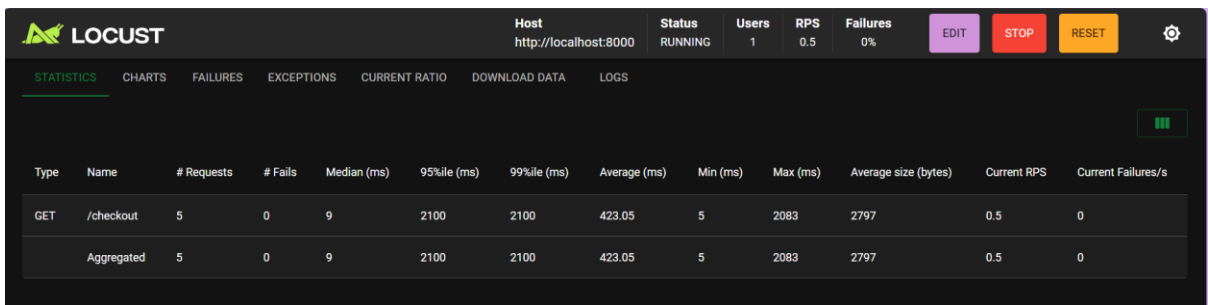 LOCUST
Host Status Users RPS Failures
http://localhost:8000 RUNNING 1 0.5 0% EDIT STOP RESET
STATISTICS CHARTS FAILURES EXCEPTIONS CURRENT RATIO DOWNLOAD DATA LOGS
Type Name # Requests # Fails Median (ms) 95%ile (ms) 99%ile (ms) Average (ms) Min (ms) Max (ms) Average size (bytes) Current RPS Current Failures/s
GET /checkout 5 0 9 2100 2100 423.05 5 2083 2797 0.5 0
Aggregated 5 0 9 2100 2100 423.05 5 2083 2797 0.5 0